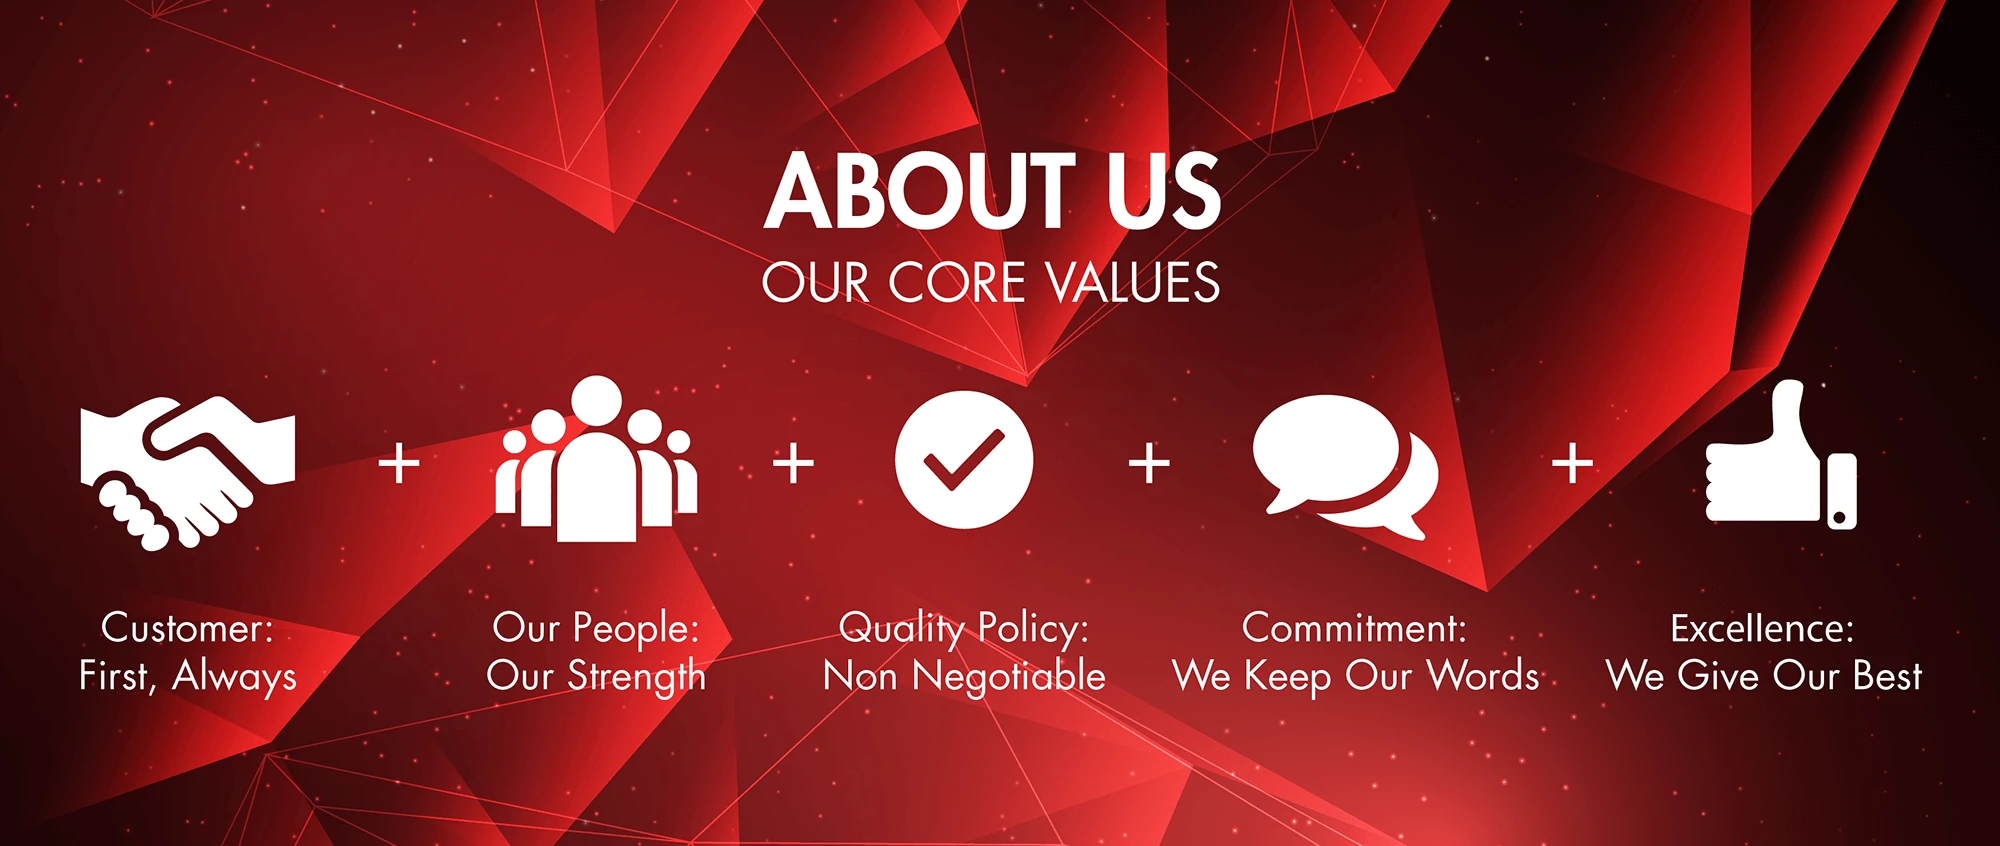 ABOUT US
OUR CORE VALUES
+ + + +
Customer:
First, Always
Our People:
Our Strength
Quality Policy:
Non Negotiable
Commitment:
We Keep Our Words
Excellence:
We Give Our Best